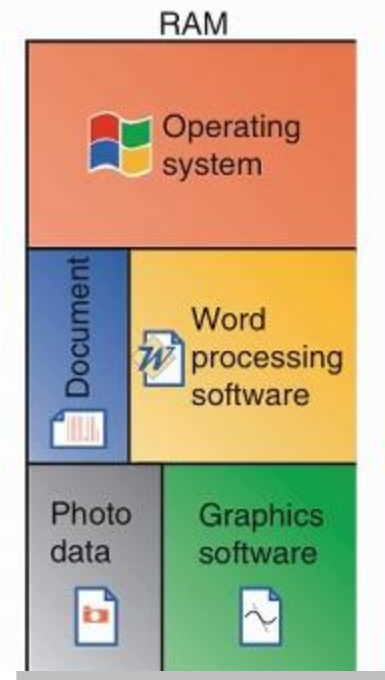 RAM
Operating
system
Document
Word
processing
software
Photo
data
Graphics
software